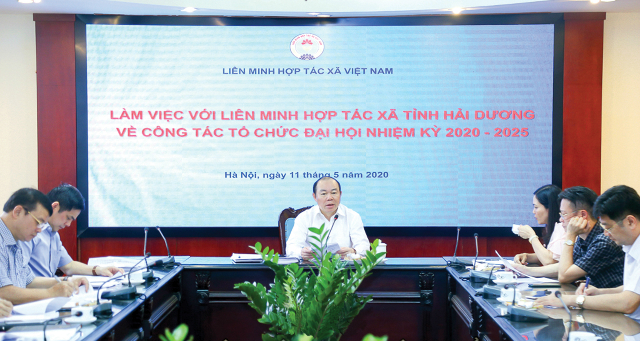 LIÊN MINH HỢP TÁC XÃ VIỆT NAM
LÀM VIỆC VỚI LIÊN MINH HỢP TÁC XÃ TỈNH HẢI DƯƠNG
VỀ CÔNG TÁC TỔ CHỨC ĐẠI HỘI NHIỆM KỲ 2020 - 2025
Hà Nội, ngày 11 tháng 5 năm 2020